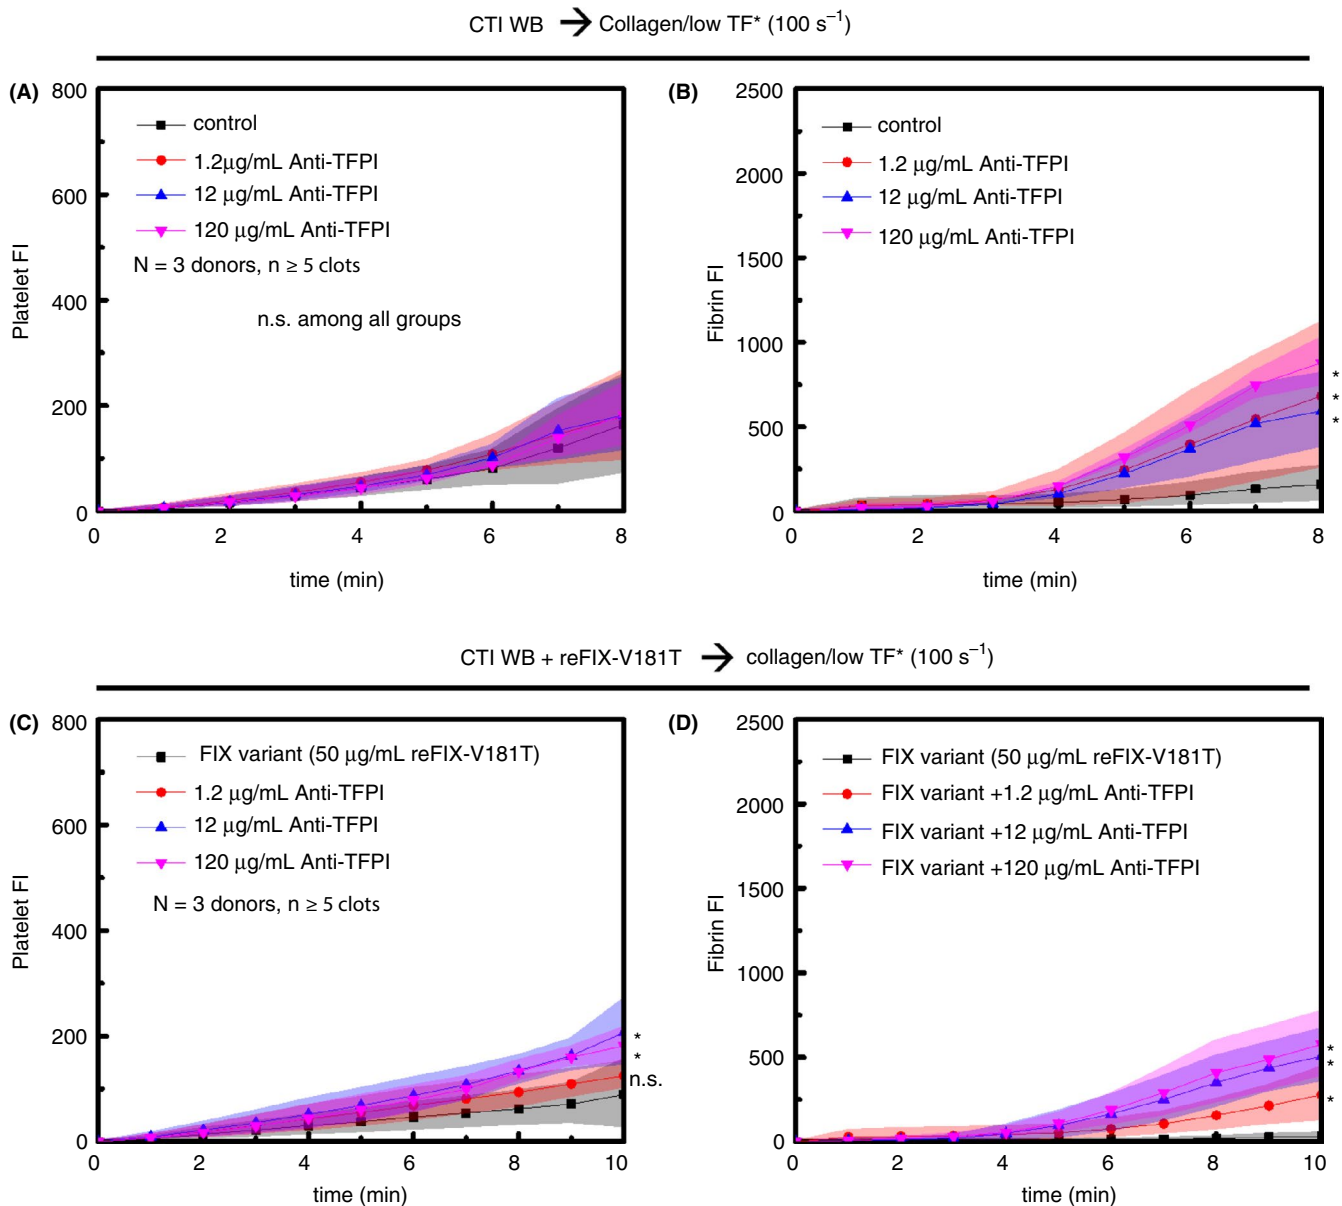 CTI WB → Collagen/low TF* (100 s⁻¹)
(A)
800
600
400
200
0
Platelet FI
control
1.2μg/mL Anti-TFPI
12 μg/mL Anti-TFPI
120 μg/mL Anti-TFPI
N = 3 donors, n ≥ 5 clots
n.s. among all groups
0 2 4 6 8
time (min)
(B)
2500
2000
1500
1000
500
0
Fibrin FI
control
1.2 μg/mL Anti-TFPI
12 μg/mL Anti-TFPI
120 μg/mL Anti-TFPI
*
*
*
0 2 4 6 8
time (min)
CTI WB + reFIX-V181T → collagen/low TF* (100 s⁻¹)
(C)
800
600
400
200
0
Platelet FI
FIX variant (50 μg/mL reFIX-V181T)
1.2 μg/mL Anti-TFPI
12 μg/mL Anti-TFPI
120 μg/mL Anti-TFPI
N = 3 donors, n ≥ 5 clots
*
*
n.s.
0 2 4 6 8 10
time (min)
(D)
2500
2000
1500
1000
500
0
Fibrin FI
FIX variant (50 μg/mL reFIX-V181T)
FIX variant +1.2 μg/mL Anti-TFPI
FIX variant +12 μg/mL Anti-TFPI
FIX variant +120 μg/mL Anti-TFPI
*
*
*
0 2 4 6 8 10
time (min)